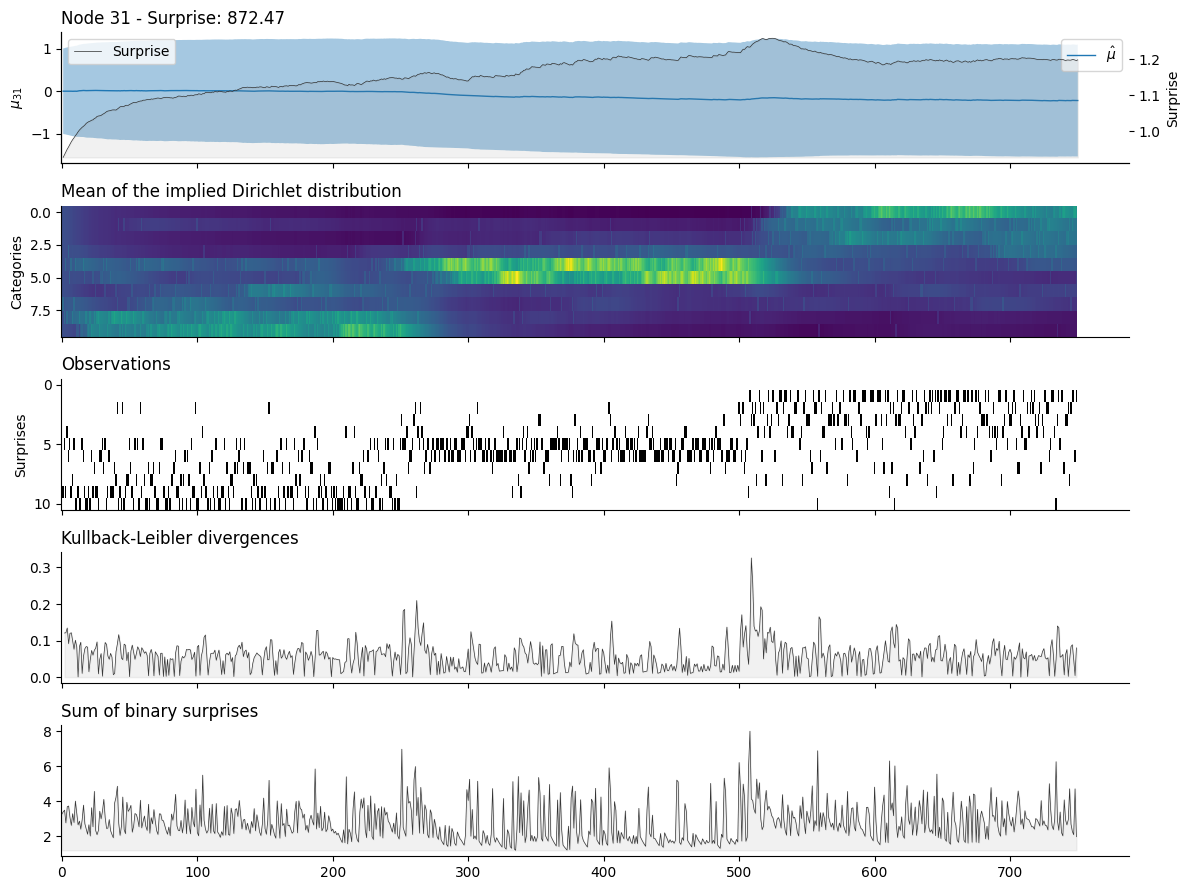 Node 31 - Surprise: 872.47
Surprise
μ̂
1
0
−1
μ₃₁
1.2
1.1
1.0
Surprise
Mean of the implied Dirichlet distribution
0.0
2.5
5.0
7.5
Categories
Observations
0
5
10
Surprises
Kullback-Leibler divergences
0.3
0.2
0.1
0.0
Sum of binary surprises
8
6
4
2
0 100 200 300 400 500 600 700